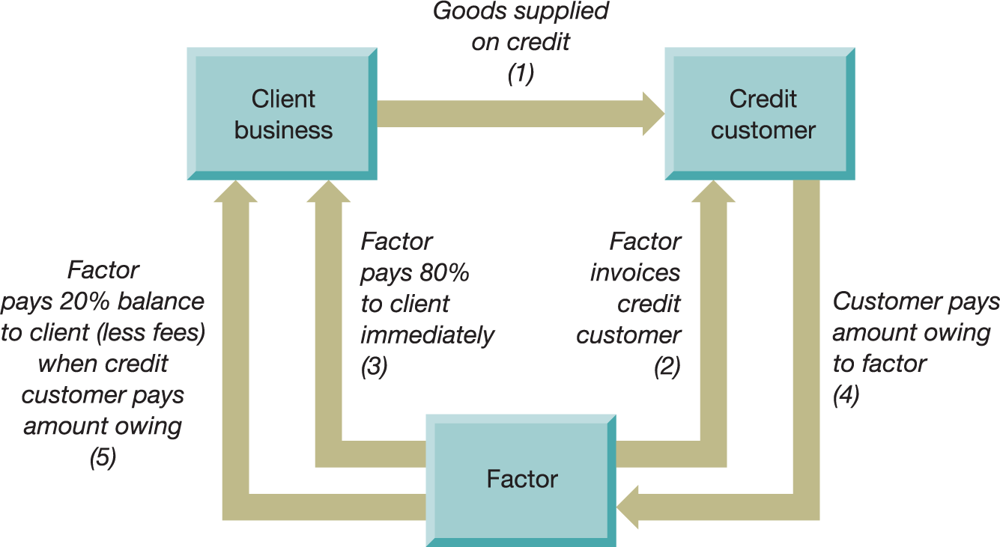 Goods supplied
on credit
(1)
Client
business
Credit
customer
Factor
pays 20% balance
to client (less fees)
when credit
customer pays
amount owing
(5)
Factor
pays 80%
to client
immediately
(3)
Factor
invoices
credit
customer
(2)
Customer pays
amount owing
to factor
(4)
Factor